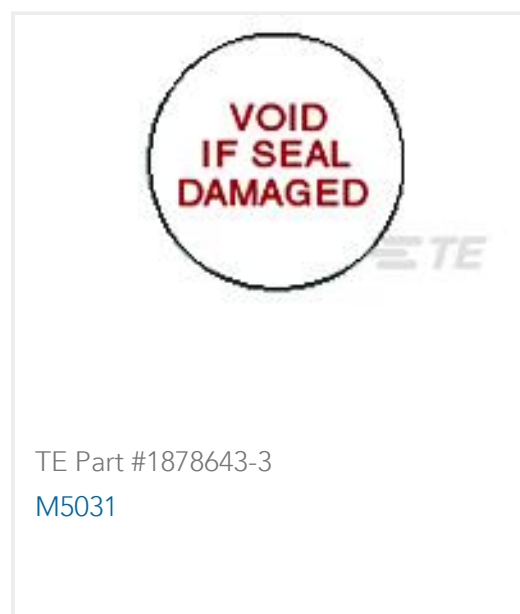 VOID
IF SEAL
DAMAGED
TE
TE Part #1878643-3
M5031